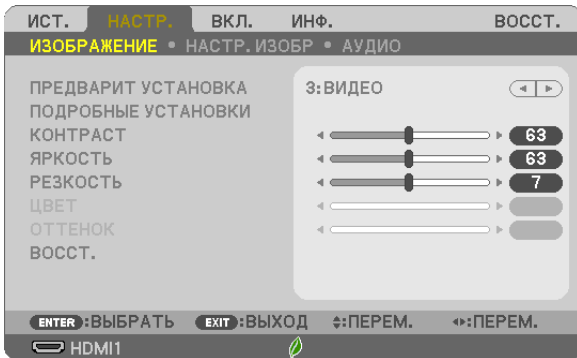 ИСТ. НАСТР. ВКЛ. ИНФ. ВОССТ.
ИЗОБРАЖЕНИЕ • НАСТР.ИЗОБР • АУДИО
ПРЕДВАРИТ УСТАНОВКА 3:ВИДЕО
ПОДРОБНЫЕ УСТАНОВКИ
КОНТРАСТ 63
ЯРКОСТЬ 63
РЕЗКОСТЬ 7
ЦВЕТ
ОТТЕНОК
ВОССТ.
ENTER :ВЫБРАТЬ EXIT :ВЫХОД :ПЕРЕМ. :ПЕРЕМ.
HDMI1